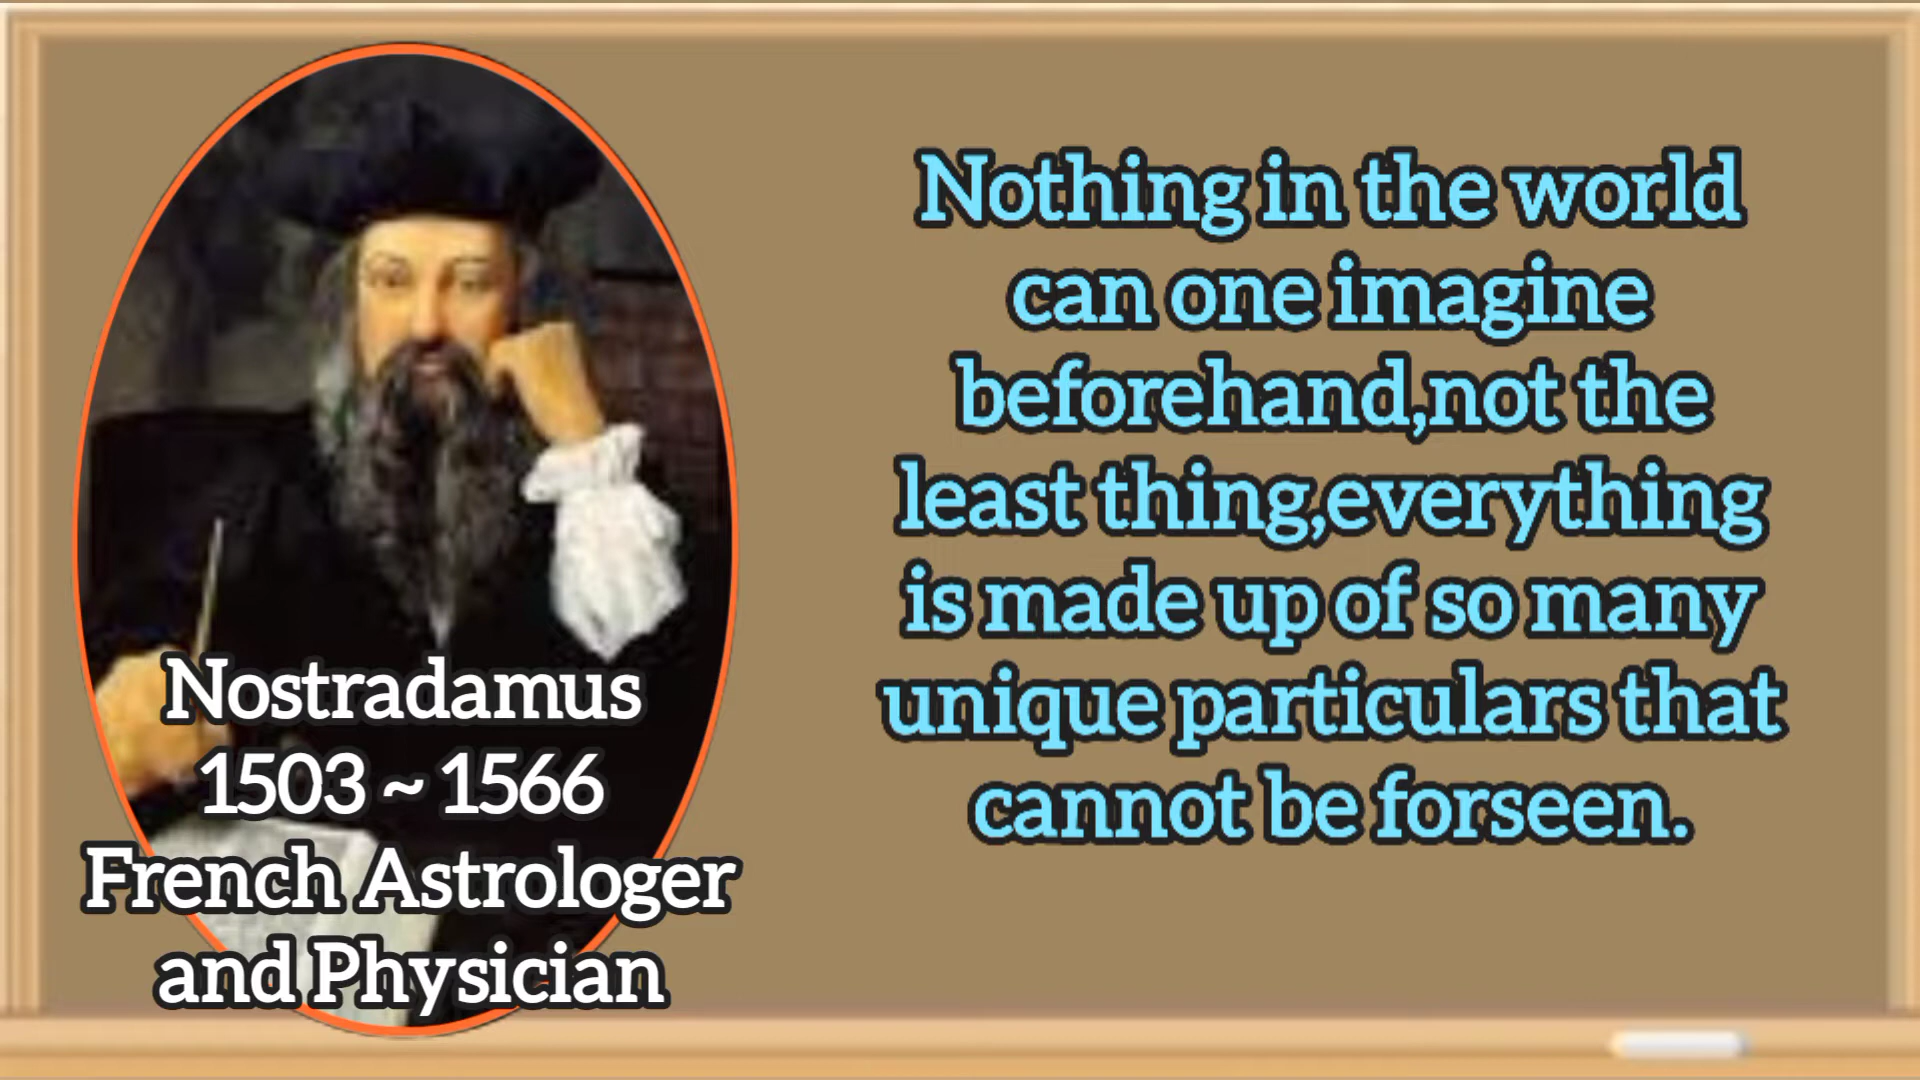 Nothing in the world
can one imagine
beforehand,not the
least thing,everything
is made up of so many
unique particulars that
cannot be forseen.
Nostradamus
1503 ~ 1566
French Astrologer
and Physician